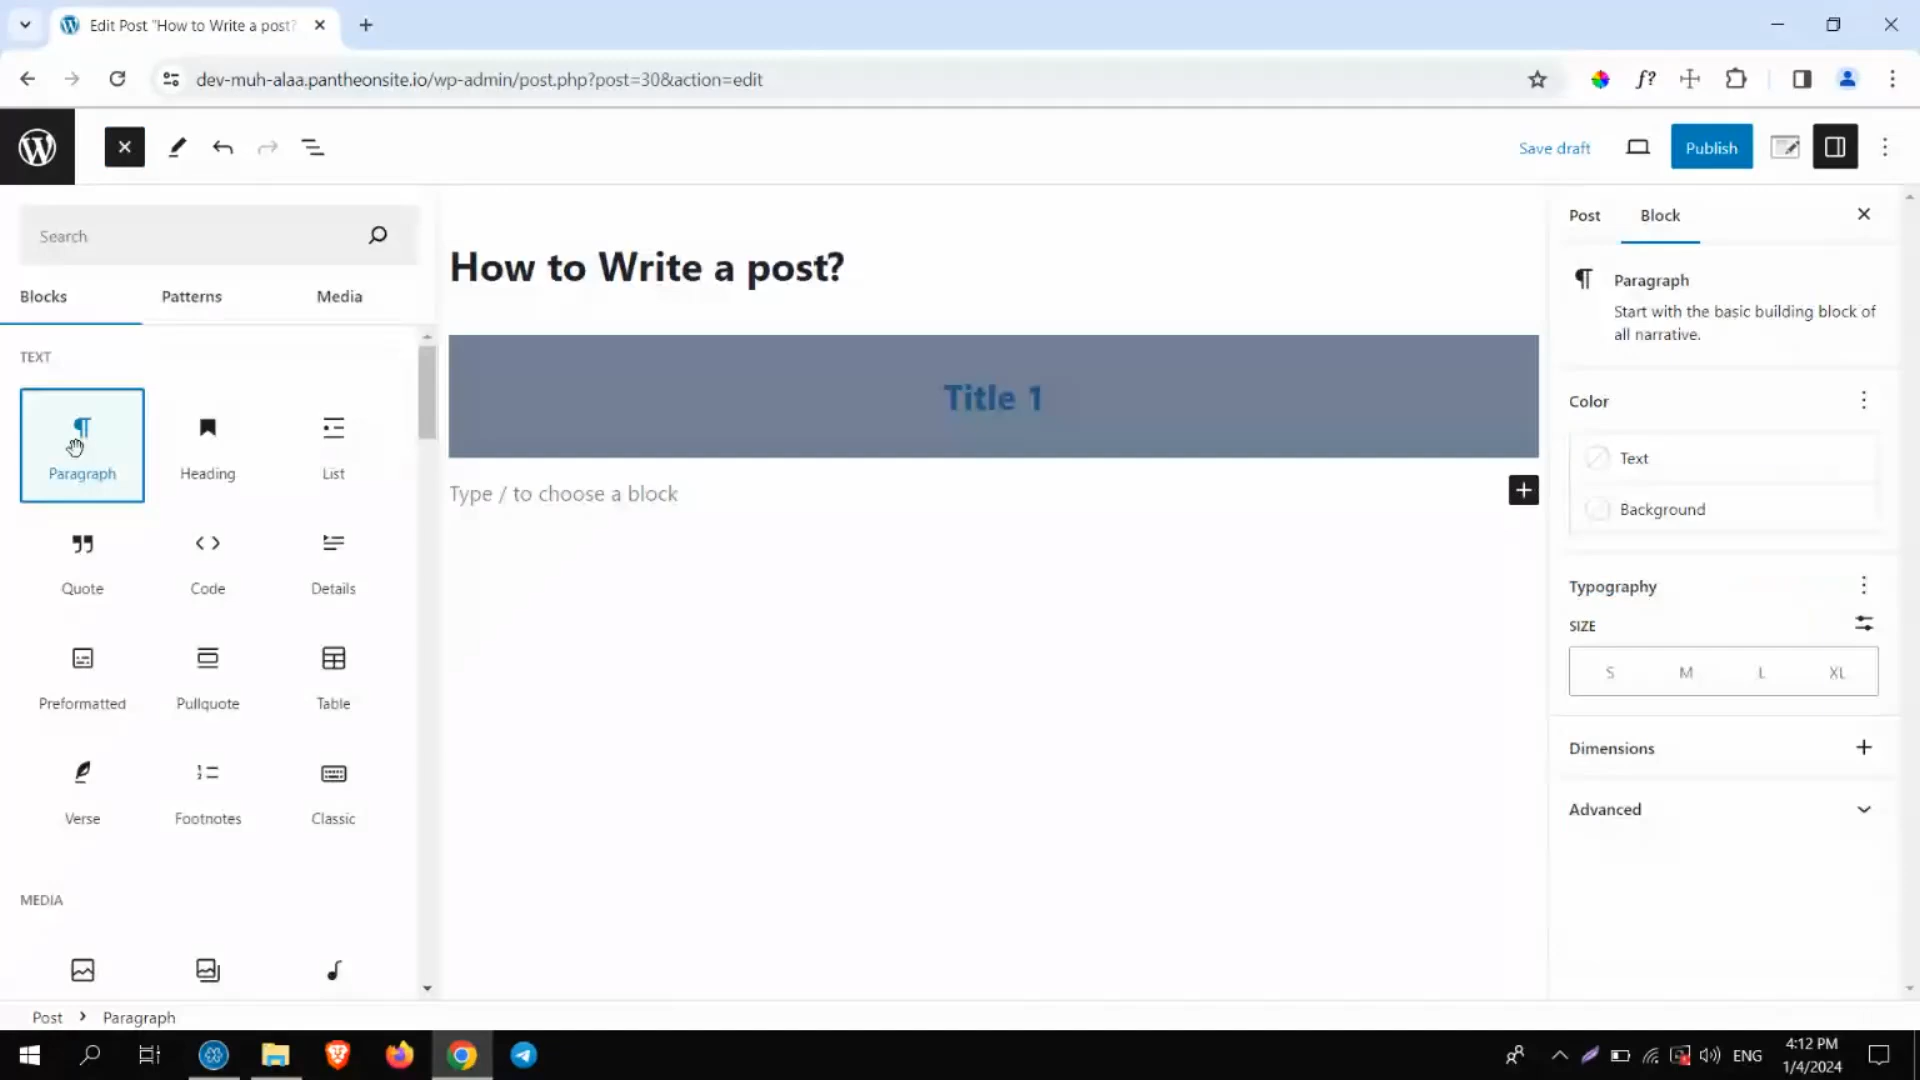 Edit Post "How to Write a post?
dev-muh-alaa.pantheonsite.io/wp-admin/post.php?post=30&action=edit
f?
Save draft
Publish
Search
Blocks
Patterns
Media
TEXT
Paragraph
Heading
List
Quote
Code
Details
Preformatted
Pullquote
Table
Verse
Footnotes
Classic
MEDIA
How to Write a post?
Title 1
Type / to choose a block
Post
Block
Paragraph
Start with the basic building block of
all narrative.
Color
Text
Background
Typography
SIZE
S M L XL
Dimensions
Advanced
Post > Paragraph
ENG
4:12 PM
1/4/2024